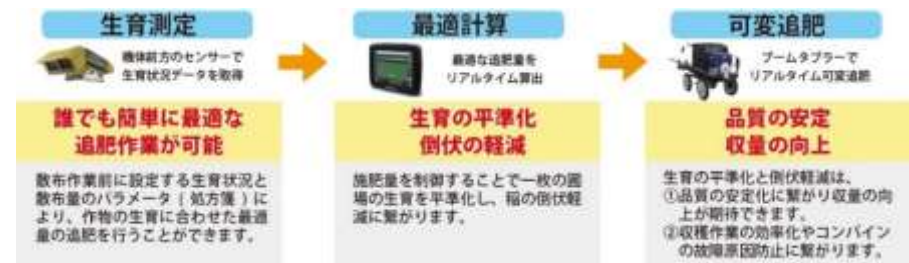 生育測定
機体前方のセンサーで
生育状況データを取得
誰でも簡単に最適な
追肥作業が可能
散布作業前に設定する生育状況と
散布量のパラメータ(処方箋)に
より、作物の生育に合わせた最適
量の追肥を行うことができます。
最適計算
最適な追肥量を
リアルタイム算出
生育の平準化
倒伏の軽減
施肥量を制御することで一枚の圃
場の生育を平準化し、稲の倒伏軽
減に繋がります。
可変追肥
ブームタブラーで
リアルタイム可変追肥
品質の安定
収量の向上
生育の平準化と倒伏軽減は、
①品質の安定化に繋がり収量の向
上が期待できます。
②収穫作業の効率化やコンバイン
の故障原因防止に繋がります。